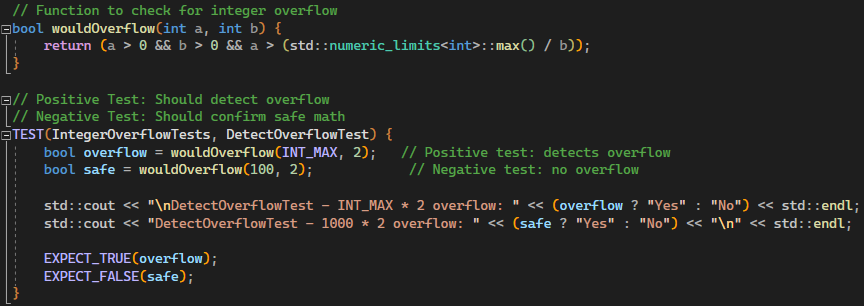 // Function to check for integer overflow
bool wouldOverflow(int a, int b) {
    return (a > 0 && b > 0 && a > (std::numeric_limits<int>::max() / b));
}

// Positive Test: Should detect overflow
// Negative Test: Should confirm safe math
TEST(IntegerOverflowTests, DetectOverflowTest) {
    bool overflow = wouldOverflow(INT_MAX, 2);   // Positive test: detects overflow
    bool safe = wouldOverflow(100, 2);            // Negative test: no overflow

    std::cout << "\nDetectOverflowTest - INT_MAX * 2 overflow: " << (overflow ? "Yes" : "No") << std::endl;
    std::cout << "DetectOverflowTest - 1000 * 2 overflow: " << (safe ? "Yes" : "No") << "\n" << std::endl;

    EXPECT_TRUE(overflow);
    EXPECT_FALSE(safe);
}